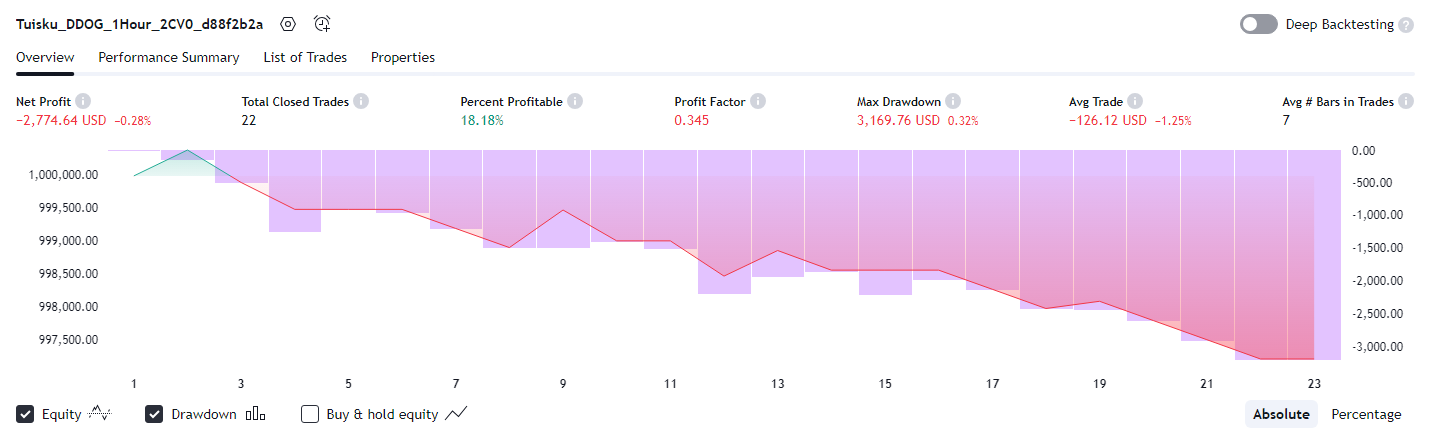 Tuisku_DDOG_1Hour_2CV0_d88f2b2a Deep Backtesting ?
Overview Performance Summary List of Trades Properties
Net Profit i Total Closed Trades i Percent Profitable i Profit Factor i Max Drawdown i Avg Trade i Avg # Bars in Trades i
−2,774.64 USD −0.28% 22 18.18% 0.345 3,169.76 USD 0.32% −126.12 USD −1.25% 7
0.00
1,000,000.00
-500.00
999,500.00
-1,000.00
999,000.00
-1,500.00
998,500.00
-2,000.00
998,000.00
-2,500.00
997,500.00
-3,000.00
1 3 5 7 9 11 13 15 17 19 21 23
Equity Drawdown Buy & hold equity Absolute Percentage